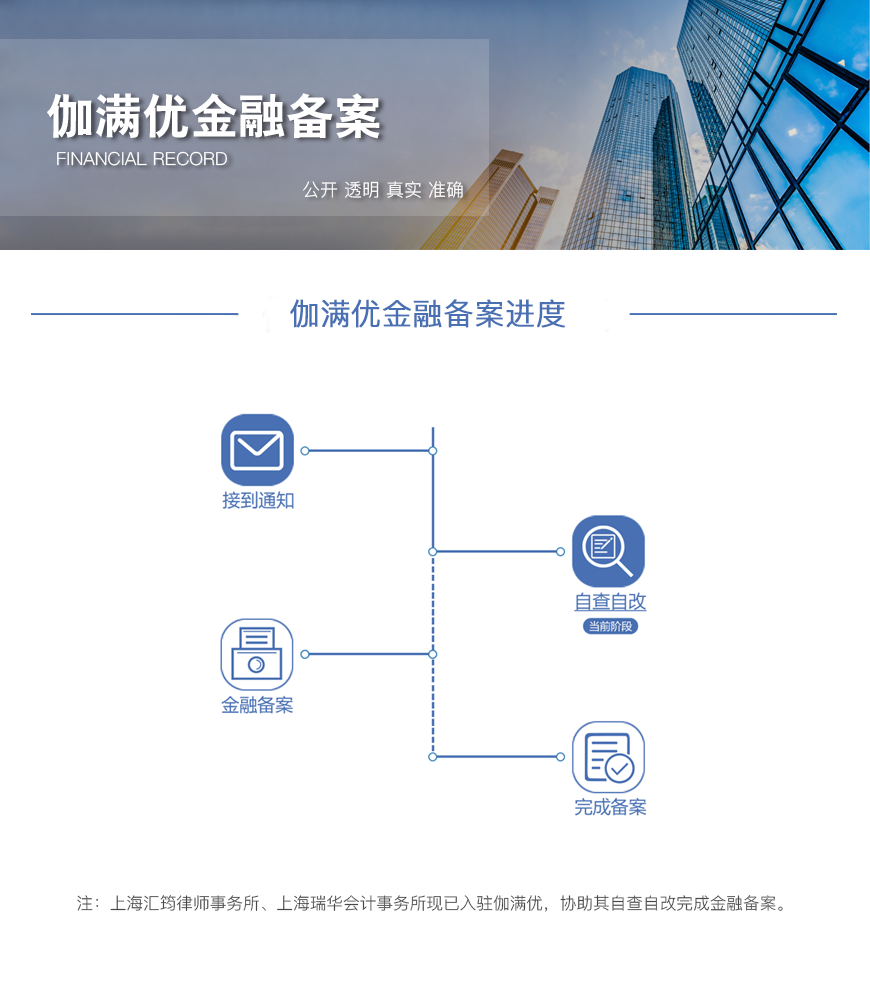 伽满优金融备案
FINANCIAL RECORD
公开 透明 真实 准确
伽满优金融备案进度
接到通知
自查自改
当前阶段
金融备案
完成备案
注：上海汇筠律师事务所、上海瑞华会计事务所现已入驻伽满优，协助其自查自改完成金融备案。